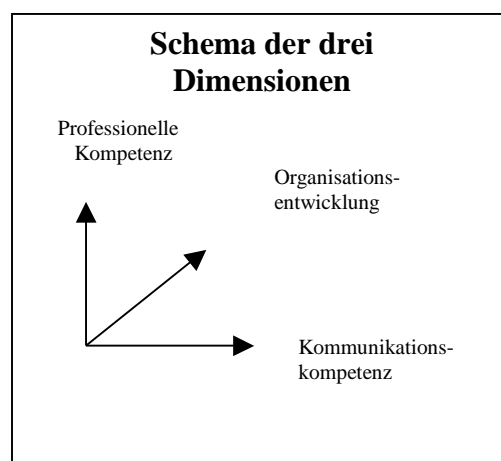 Schema der drei
Dimensionen
Professionelle
Kompetenz
Organisations-
entwicklung
Kommunikations-
kompetenz